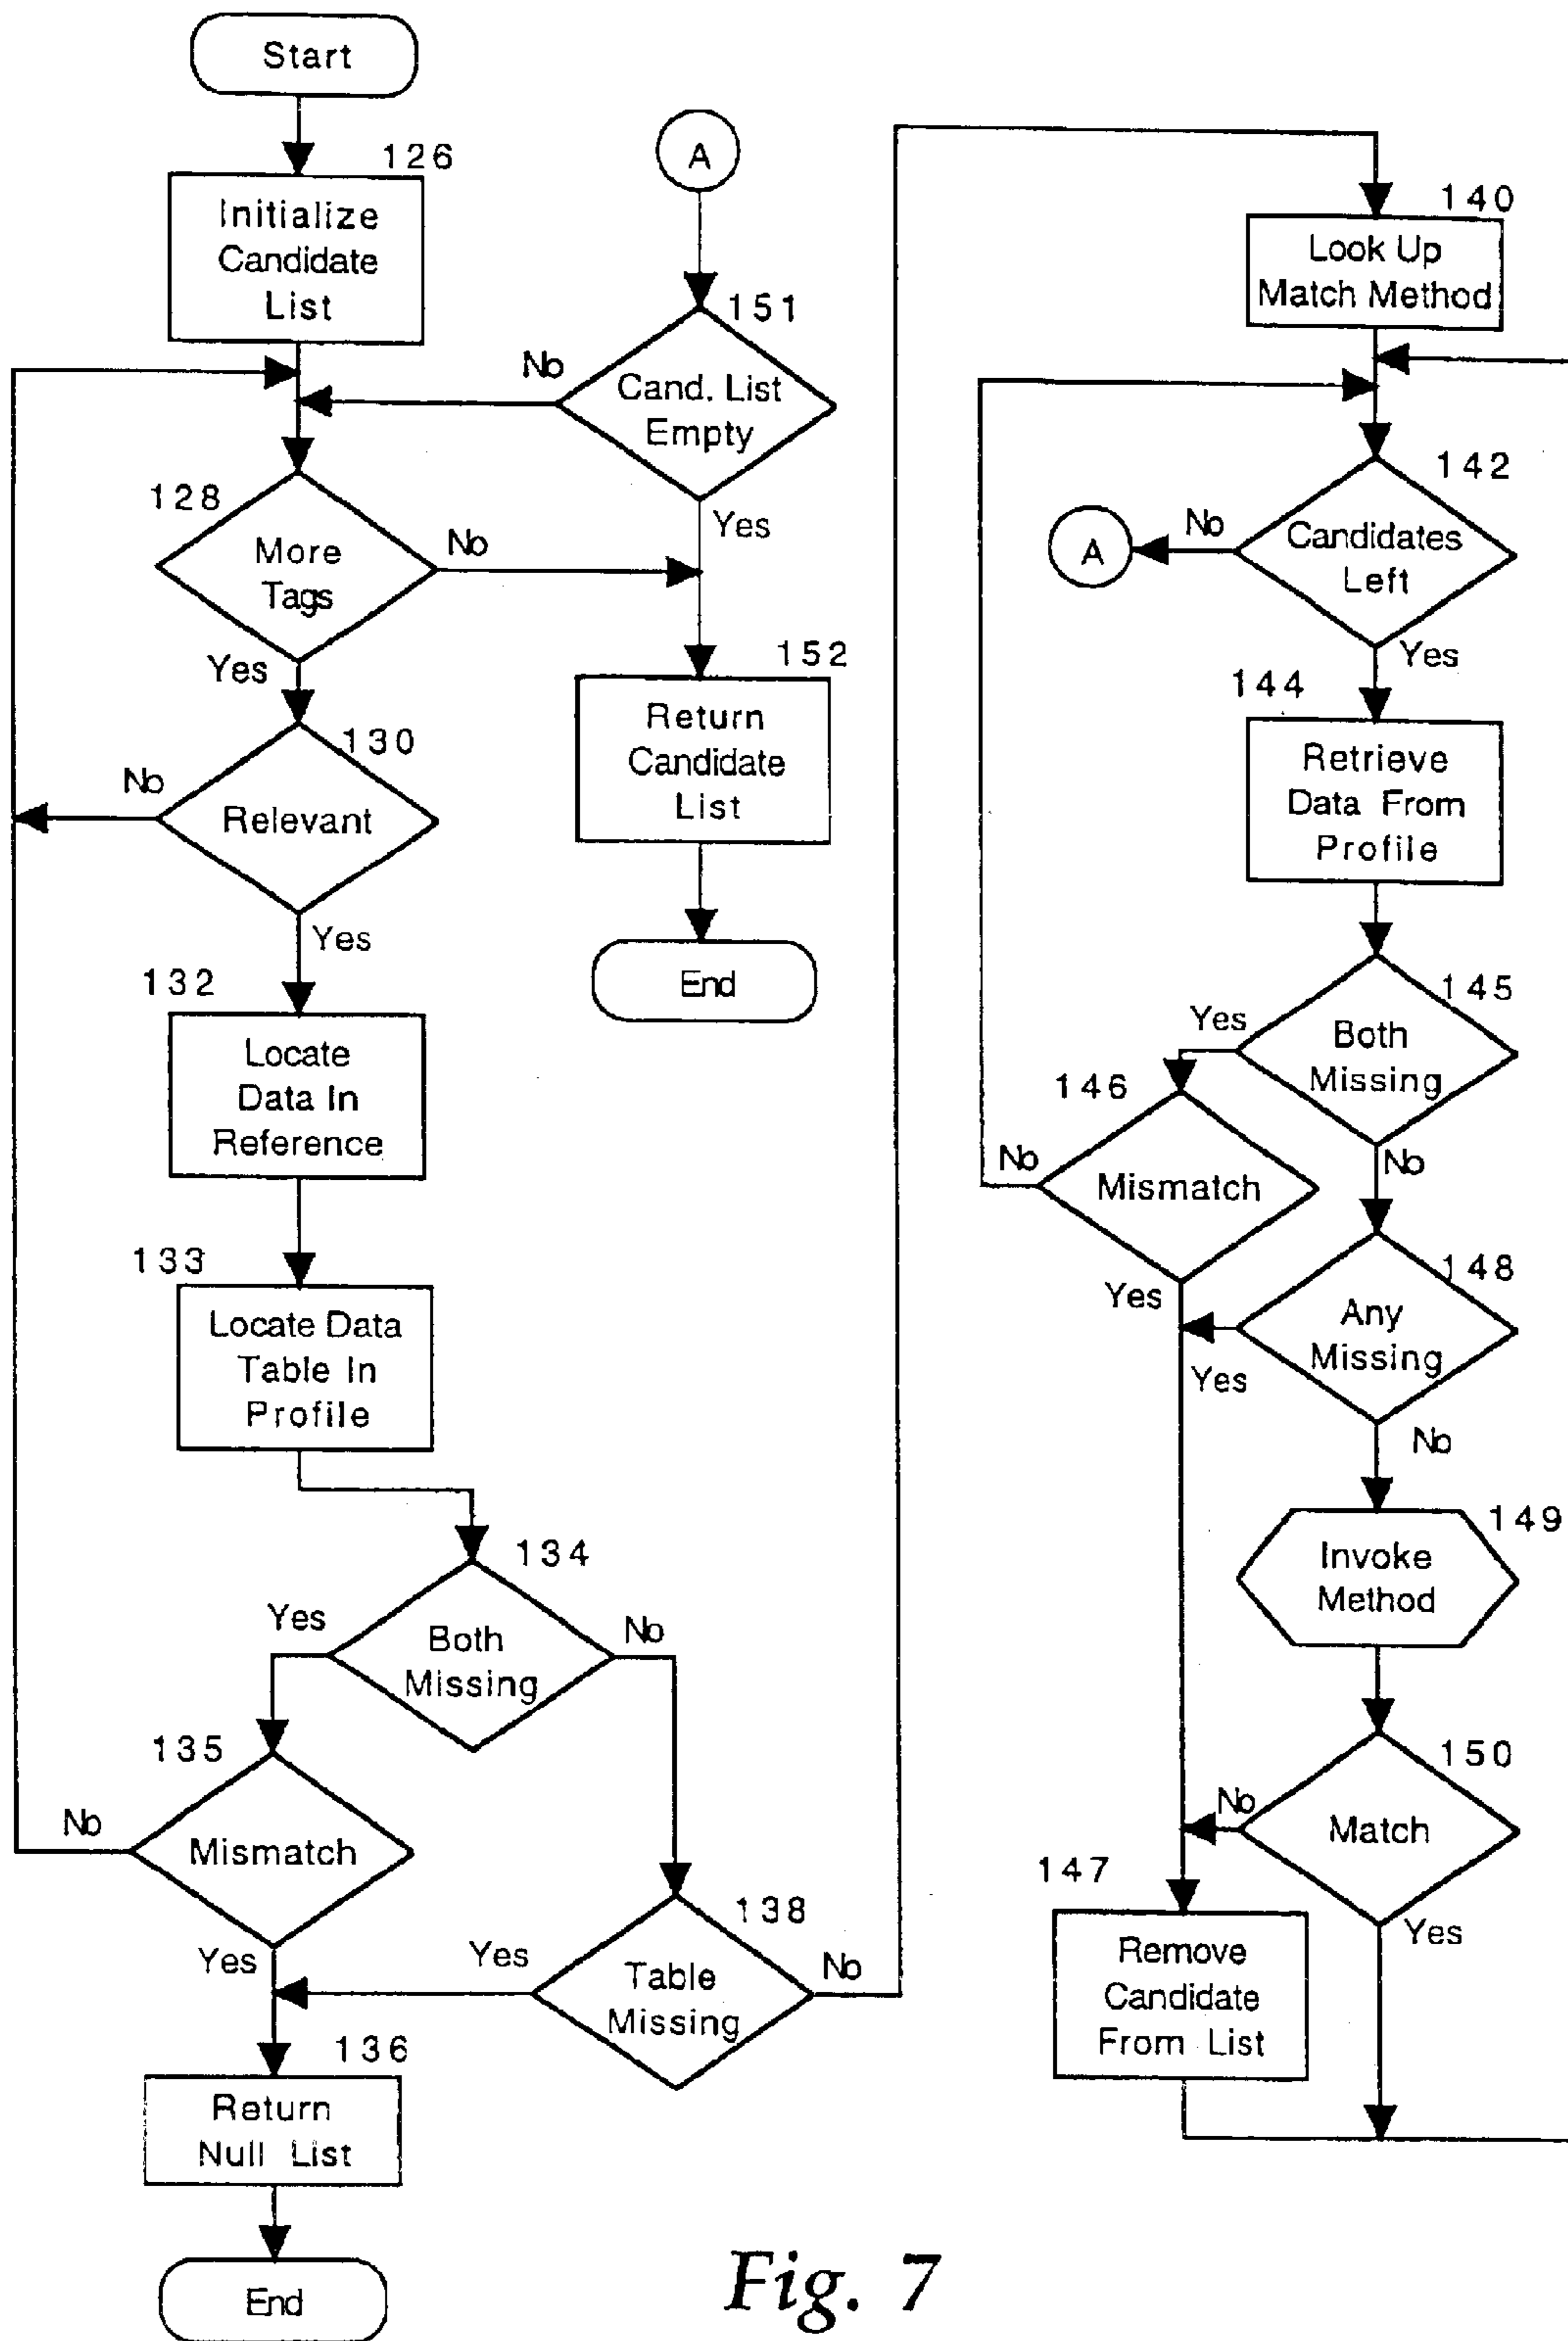 Start
126
Initialize
Candidate
List
A
151
No
Cand. List
Empty
Yes
128
More
Tags
No
Yes
130
No
Relevant
Yes
152
Return
Candidate
List
End
132
Locate
Data In
Reference
133
Locate Data
Table In
Profile
134
Yes
Both
Missing
No
135
No
Mismatch
Yes
138
Yes
Table
Missing
No
136
Return
Null List
End
140
Look Up
Match Method
142
A
No
Candidates
Left
Yes
144
Retrieve
Data From
Profile
145
Yes
Both
Missing
No
146
No
Mismatch
Yes
148
Any
Missing
Yes
No
149
Invoke
Method
150
No
Match
Yes
147
Remove
Candidate
From List
Fig. 7